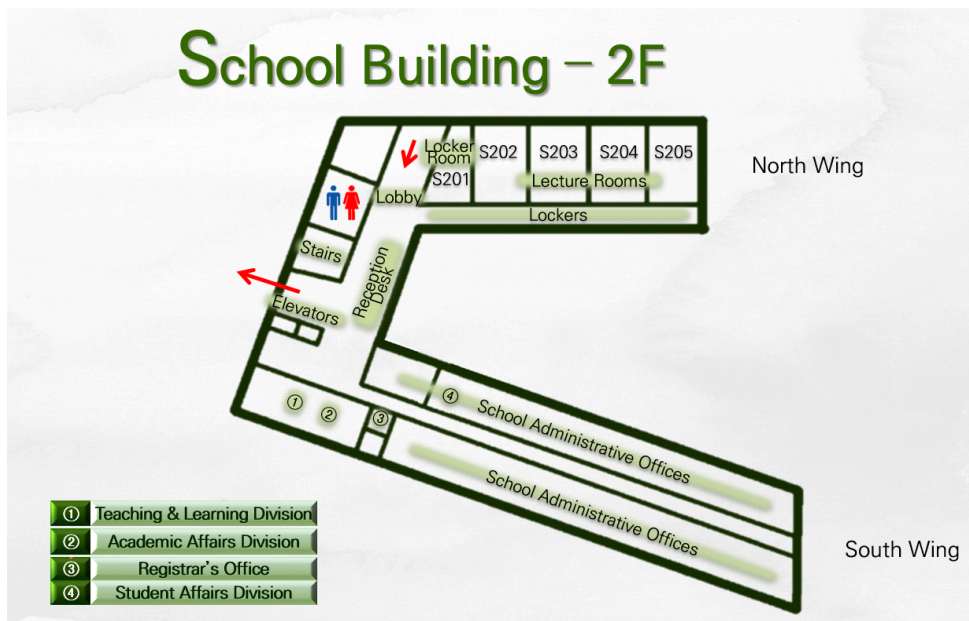 School Building – 2F
Locker
Room
S201
S202
S203
S204
S205
North Wing
Lecture Rooms
Lobby
Lockers
Stairs
Reception
Desk
Elevators
①
②
③
④
School Administrative Offices
School Administrative Offices
South Wing
① Teaching & Learning Division
② Academic Affairs Division
③ Registrar's Office
④ Student Affairs Division